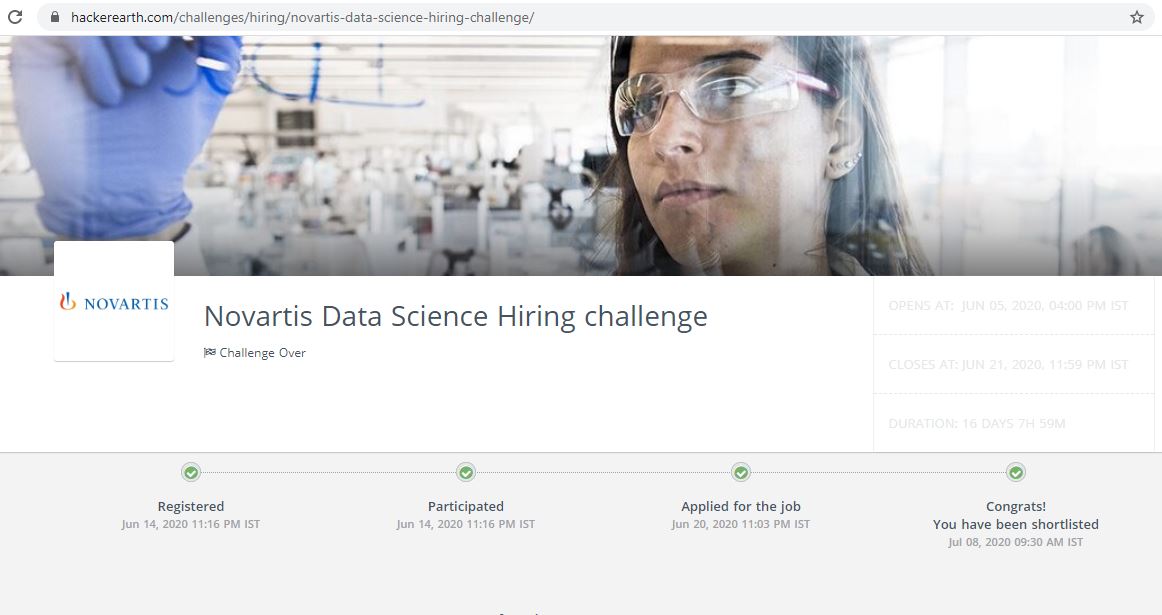 hackerearth.com/challenges/hiring/novartis-data-science-hiring-challenge/
NOVARTIS
Novartis Data Science Hiring challenge
Challenge Over
OPENS AT: JUN 05, 2020, 04:00 PM IST
CLOSES AT: JUN 21, 2020, 11:59 PM IST
DURATION: 16 DAYS 7H 59M
Registered
Jun 14, 2020 11:16 PM IST
Participated
Jun 14, 2020 11:16 PM IST
Applied for the job
Jun 20, 2020 11:03 PM IST
Congrats!
You have been shortlisted
Jul 08, 2020 09:30 AM IST